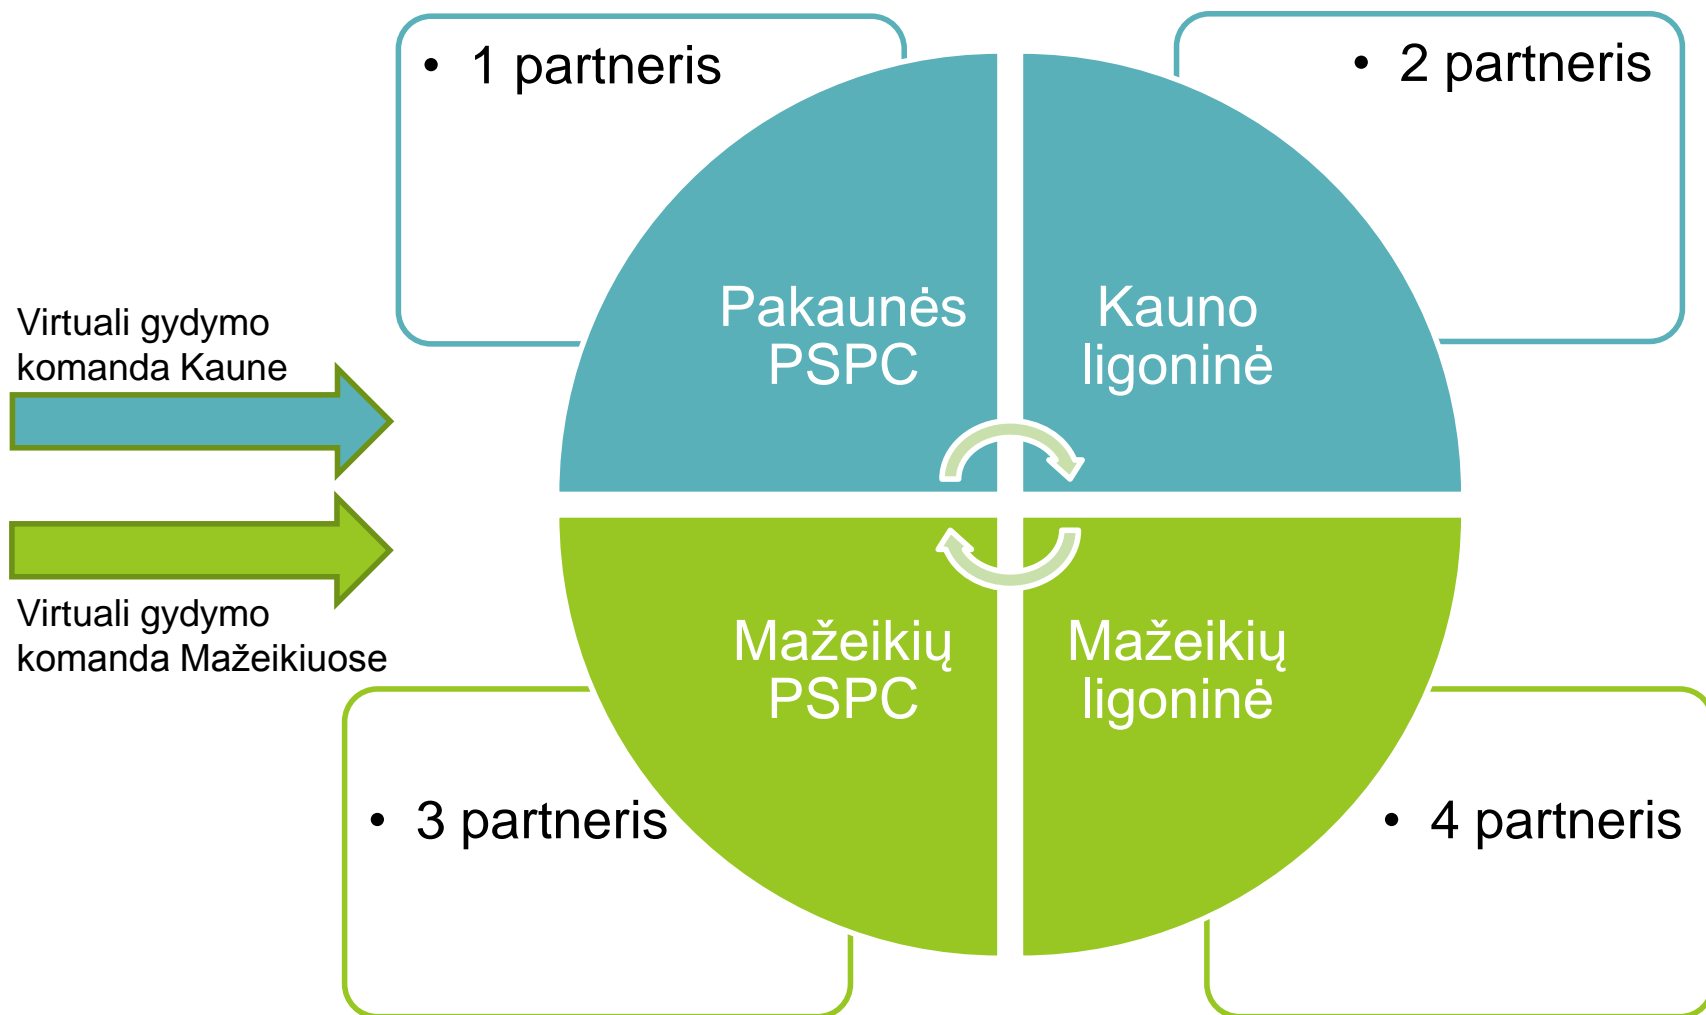 • 1 partneris
• 2 partneris
Pakaunės
PSPC
Kauno
ligoninė
Virtuali gydymo
komanda Kaune
Virtuali gydymo
komanda Mažeikiuose
Mažeikių
PSPC
Mažeikių
ligoninė
• 3 partneris
• 4 partneris